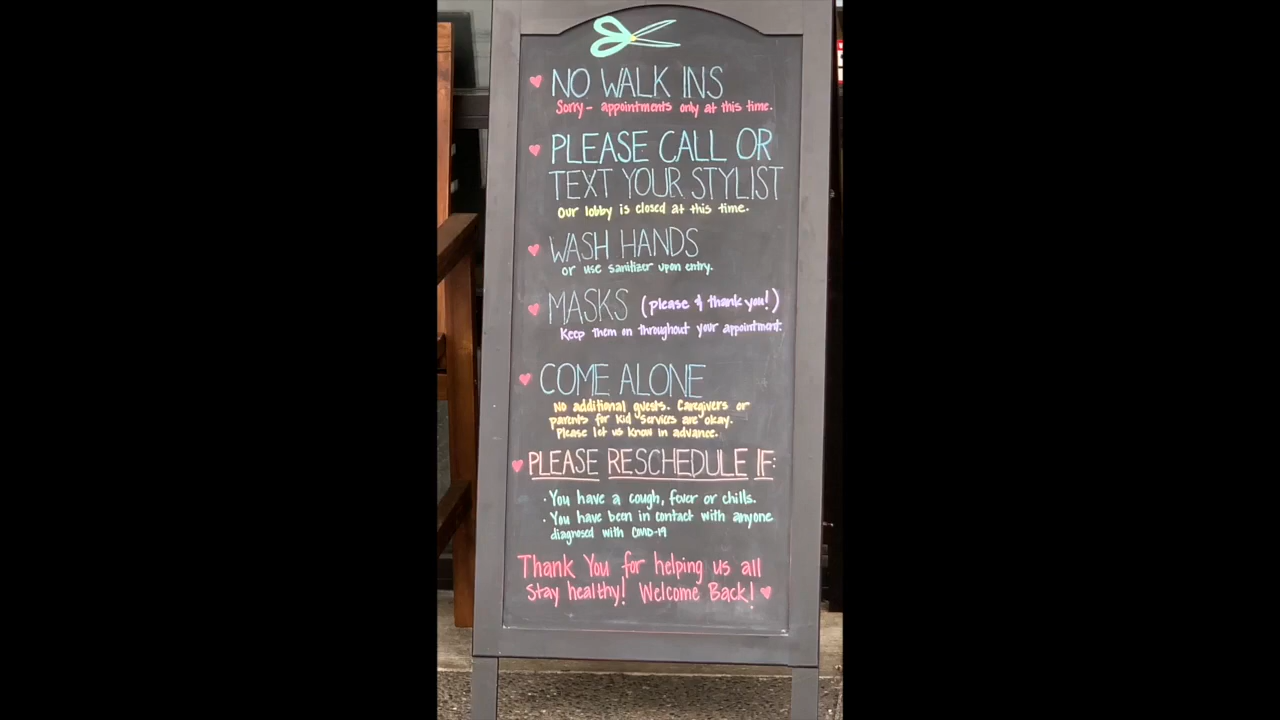 NO WALK INS
Sorry - appointments only at this time.
PLEASE CALL OR
TEXT YOUR STYLIST
Our lobby is closed at this time.
WASH HANDS
or use sanitizer upon entry.
MASKS (please & thank you!)
Keep them on throughout your appointment.
COME ALONE
No additional guests. Caregivers or
parents for kid services are okay.
Please let us know in advance.
PLEASE RESCHEDULE IF:
· You have a cough, fever or chills.
· You have been in contact with anyone
diagnosed with COVID-19
Thank You for helping us all
Stay healthy! Welcome Back!